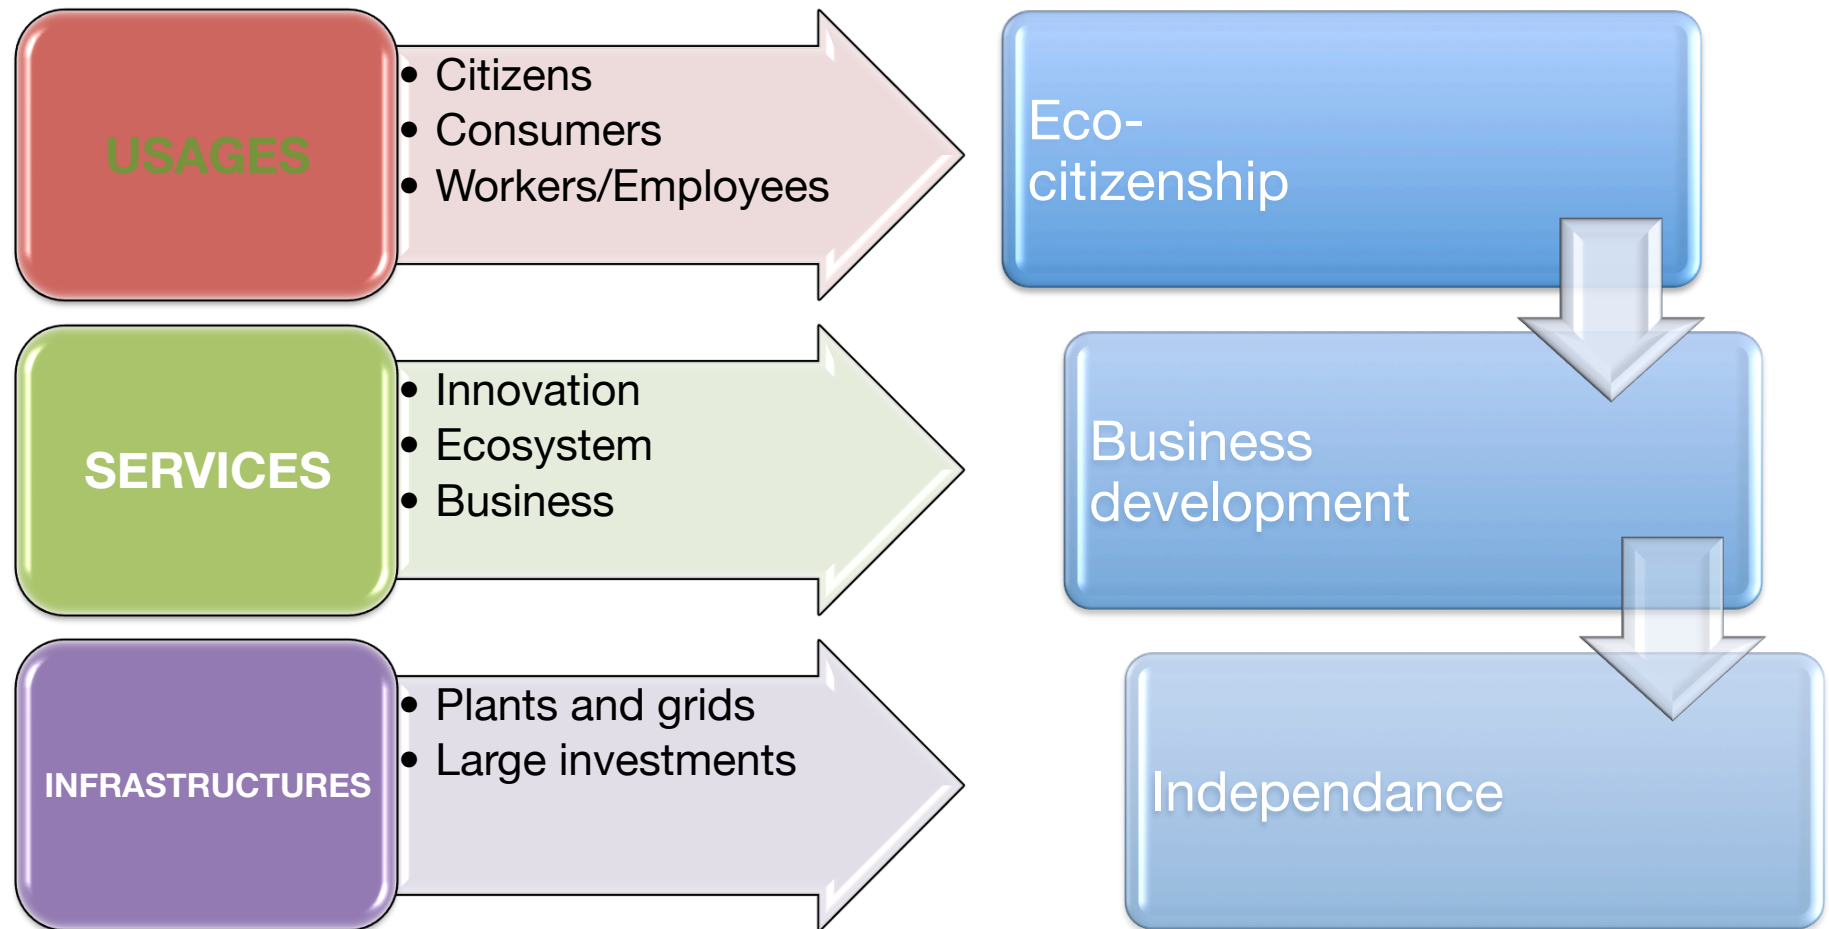 USAGES
• Citizens
• Consumers
• Workers/Employees
Eco-
citizenship
SERVICES
• Innovation
• Ecosystem
• Business
Business
development
INFRASTRUCTURES
• Plants and grids
• Large investments
Independance